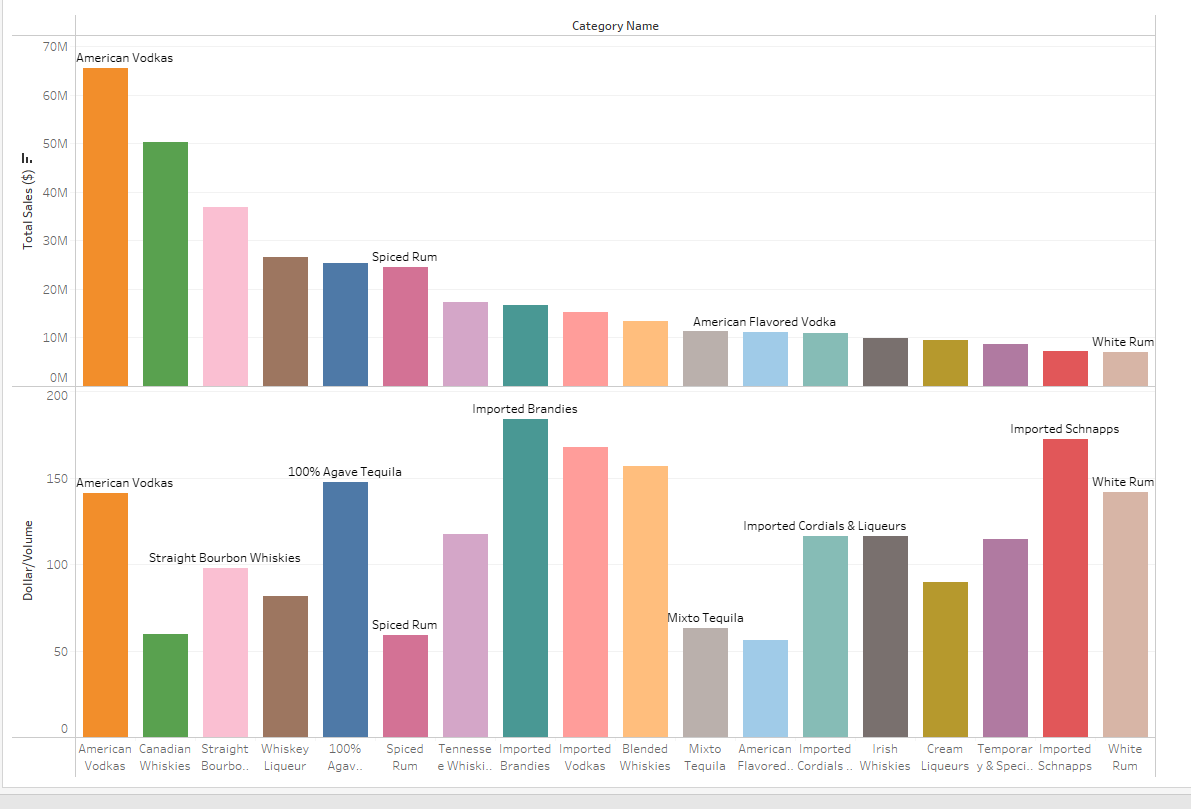 Category Name
70M
60M
50M
40M
30M
20M
10M
0M
Total Sales ($)
American Vodkas
Spiced Rum
American Flavored Vodka
White Rum
200
150
100
50
0
Dollar/Volume
American Vodkas
Straight Bourbon Whiskies
100% Agave Tequila
Spiced Rum
Imported Brandies
Mixto Tequila
Imported Cordials & Liqueurs
Imported Schnapps
White Rum
American
Vodkas
Canadian
Whiskies
Straight
Bourbo..
Whiskey
Liqueur
100%
Agav..
Spiced
Rum
Tennesse
e Whiski..
Imported
Brandies
Imported
Vodkas
Blended
Whiskies
Mixto
Tequila
American
Flavored..
Imported
Cordials ..
Irish
Whiskies
Cream
Liqueurs
Temporar
y & Speci..
Imported
Schnapps
White
Rum